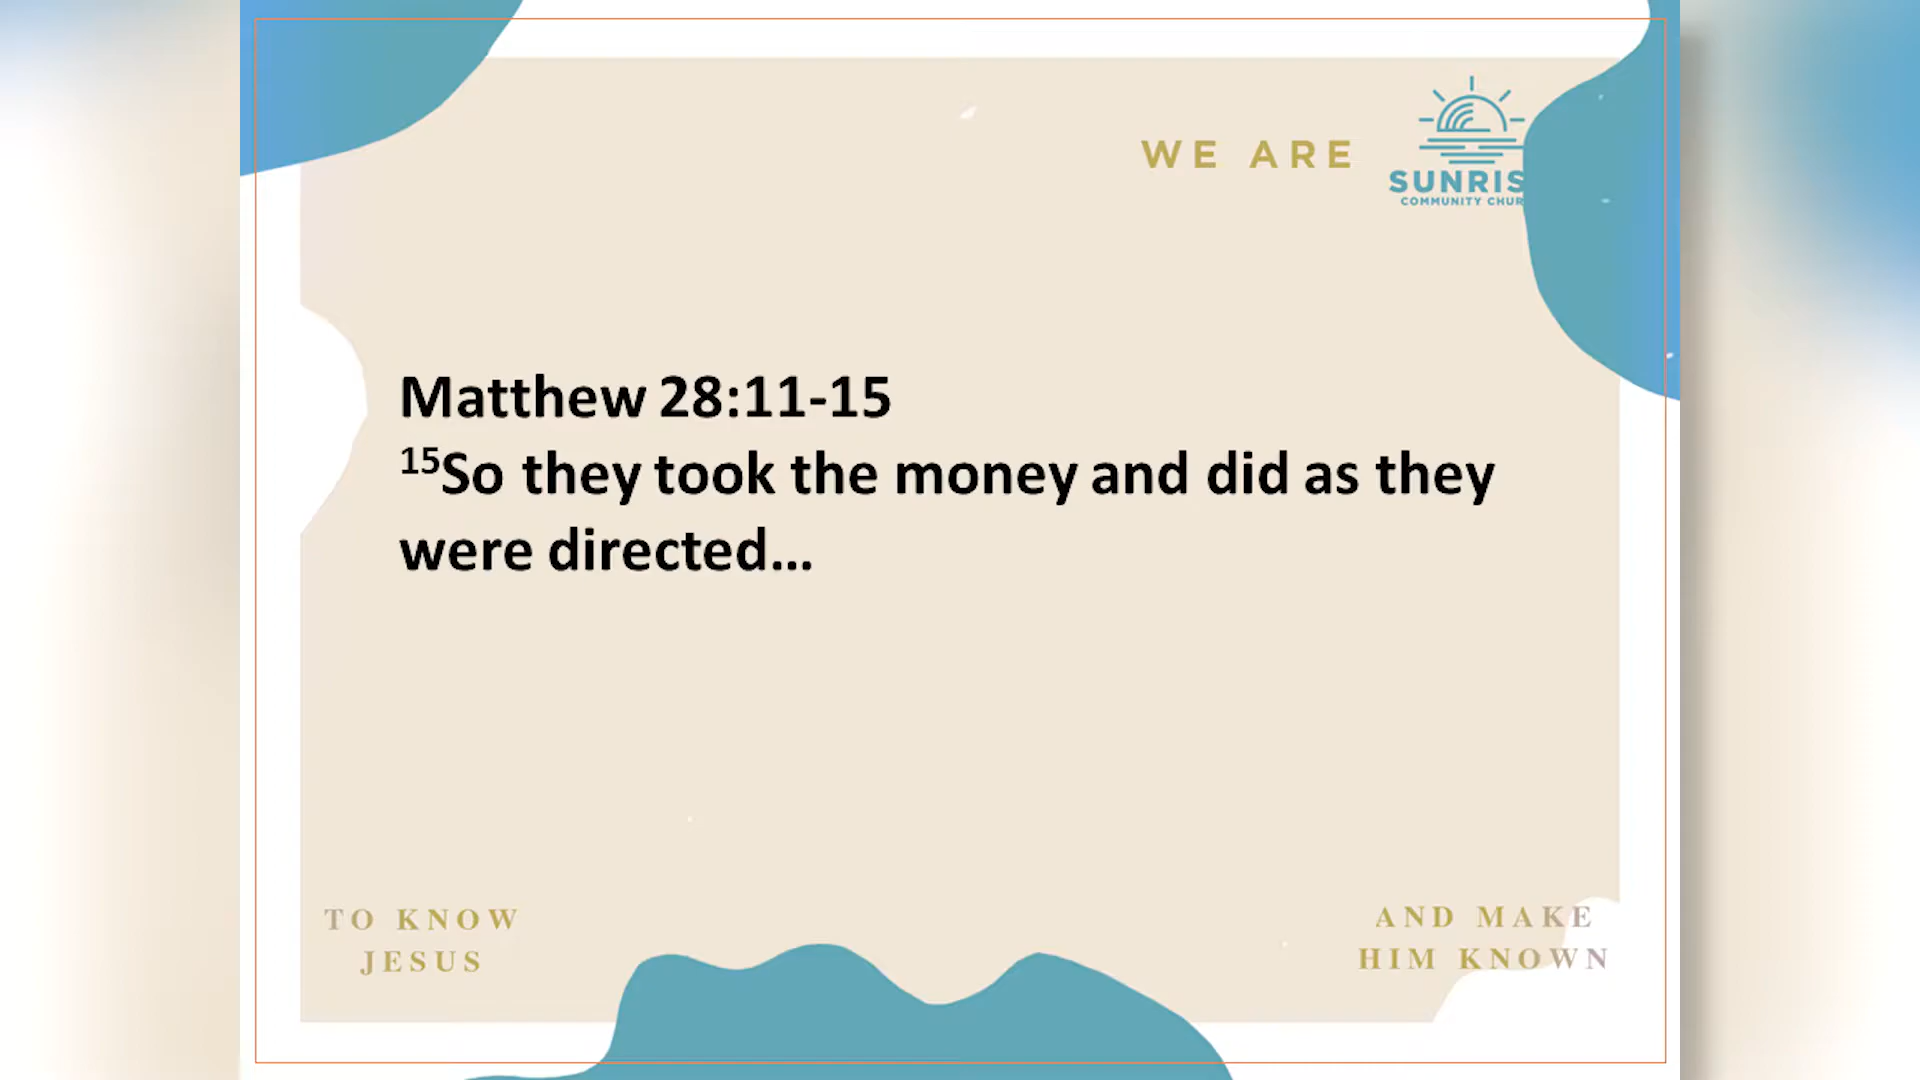 WE ARE
SUNRIS
COMMUNITY CHUR
Matthew 28:11-15
15So they took the money and did as they
were directed...
TO KNOW
JESUS
AND MAKE
HIM KNOWN